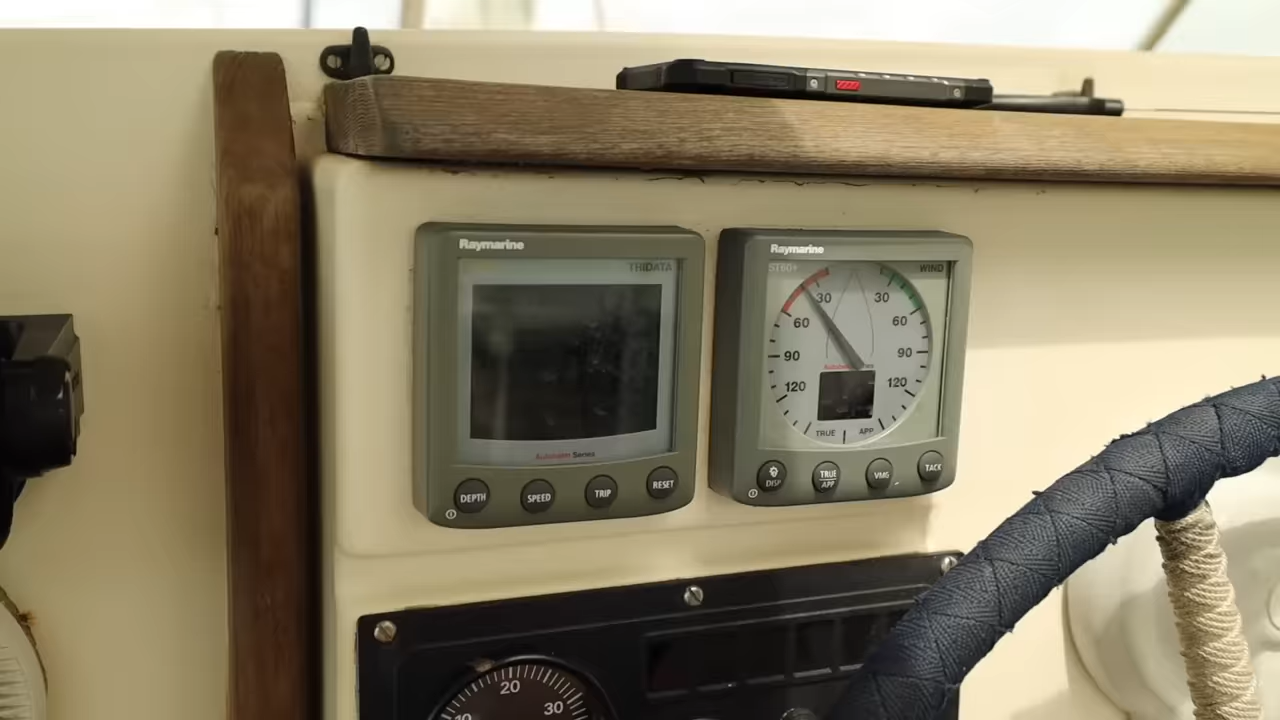 Raymarine
TRIDATA
Autohelm Series
DEPTH
SPEED
TRIP
RESET
Raymarine
ST60+
WIND
30
30
60
60
90
90
120
120
TRUE
APP
DISP
TRUE
APP
VMG
TACK
10
20
30